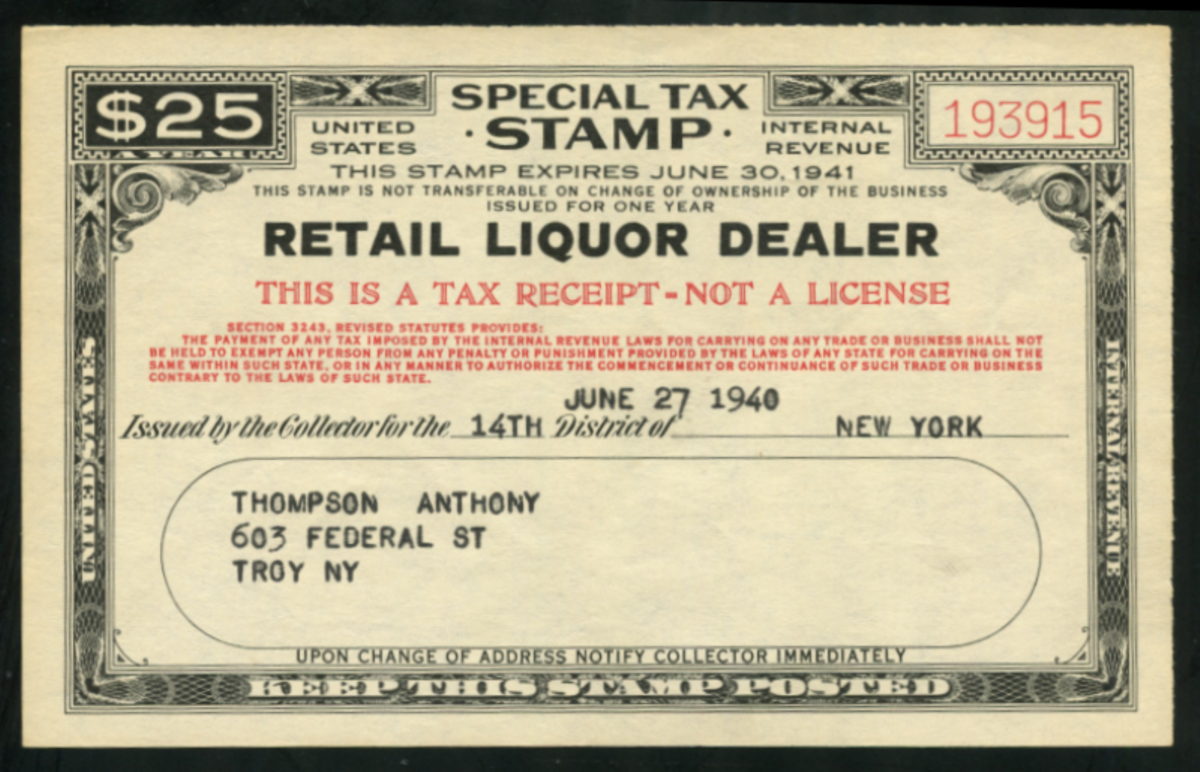 $25
A YEAR
SPECIAL TAX
· STAMP ·
UNITED
STATES
INTERNAL
REVENUE
193915
THIS STAMP EXPIRES JUNE 30, 1941
THIS STAMP IS NOT TRANSFERABLE ON CHANGE OF OWNERSHIP OF THE BUSINESS
ISSUED FOR ONE YEAR
RETAIL LIQUOR DEALER
THIS IS A TAX RECEIPT - NOT A LICENSE
SECTION 3243, REVISED STATUTES PROVIDES:
THE PAYMENT OF ANY TAX IMPOSED BY THE INTERNAL REVENUE LAWS FOR CARRYING ON ANY TRADE OR BUSINESS SHALL NOT
BE HELD TO EXEMPT ANY PERSON FROM ANY PENALTY OR PUNISHMENT PROVIDED BY THE LAWS OF ANY STATE FOR CARRYING ON THE
SAME WITHIN SUCH STATE, OR IN ANY MANNER TO AUTHORIZE THE COMMENCEMENT OR CONTINUANCE OF SUCH TRADE OR BUSINESS
CONTRARY TO THE LAWS OF SUCH STATE.
JUNE 27 1940
Issued by the Collector for the 14TH District of NEW YORK
THOMPSON ANTHONY
603 FEDERAL ST
TROY NY
UPON CHANGE OF ADDRESS NOTIFY COLLECTOR IMMEDIATELY
KEEP THIS STAMP POSTED
UNITED STATES
INTERNAL REVENUE